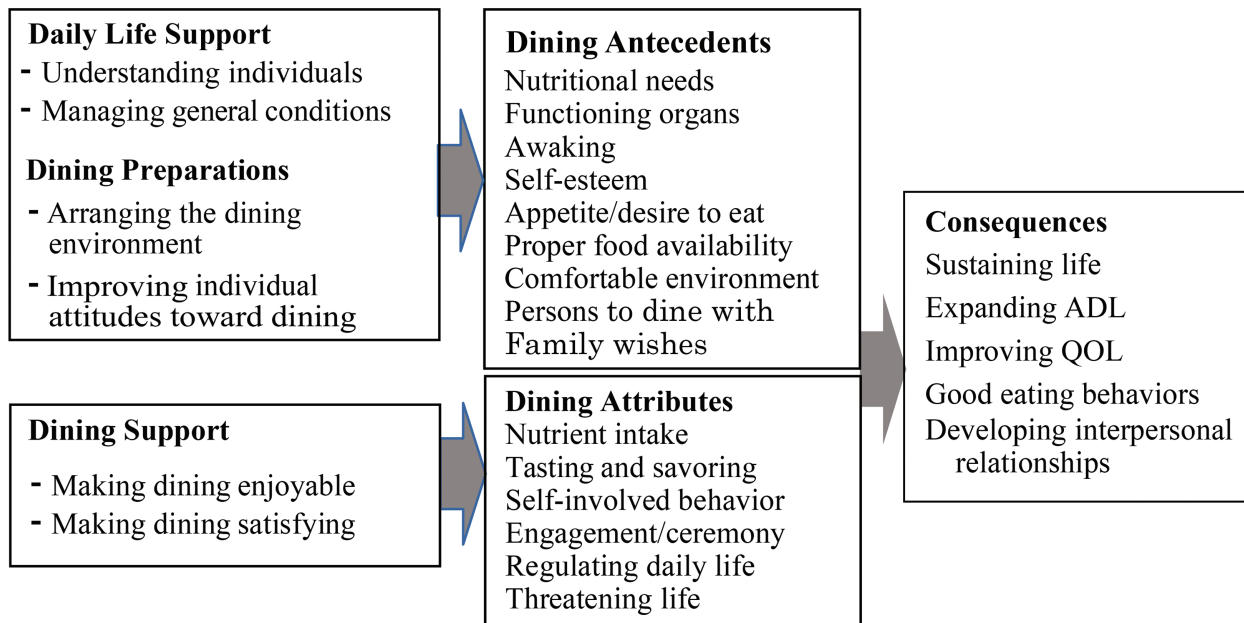 Daily Life Support
- Understanding individuals
- Managing general conditions
Dining Preparations
- Arranging the dining
environment
- Improving individual
attitudes toward dining
Dining Support
- Making dining enjoyable
- Making dining satisfying
Dining Antecedents
Nutritional needs
Functioning organs
Awaking
Self-esteem
Appetite/desire to eat
Proper food availability
Comfortable environment
Persons to dine with
Family wishes
Dining Attributes
Nutrient intake
Tasting and savoring
Self-involved behavior
Engagement/ceremony
Regulating daily life
Threatening life
Consequences
Sustaining life
Expanding ADL
Improving QOL
Good eating behaviors
Developing interpersonal
relationships